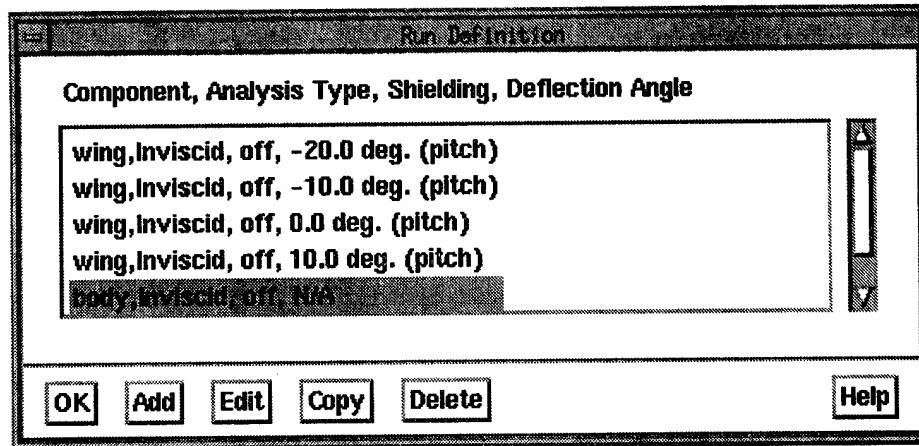 Run Definition
Component, Analysis Type, Shielding, Deflection Angle
wing,Inviscid, off, -20.0 deg. (pitch)
wing,Inviscid, off, -10.0 deg. (pitch)
wing,Inviscid, off, 0.0 deg. (pitch)
wing,Inviscid, off, 10.0 deg. (pitch)
body,Inviscid, off, N/A
OK Add Edit Copy Delete Help